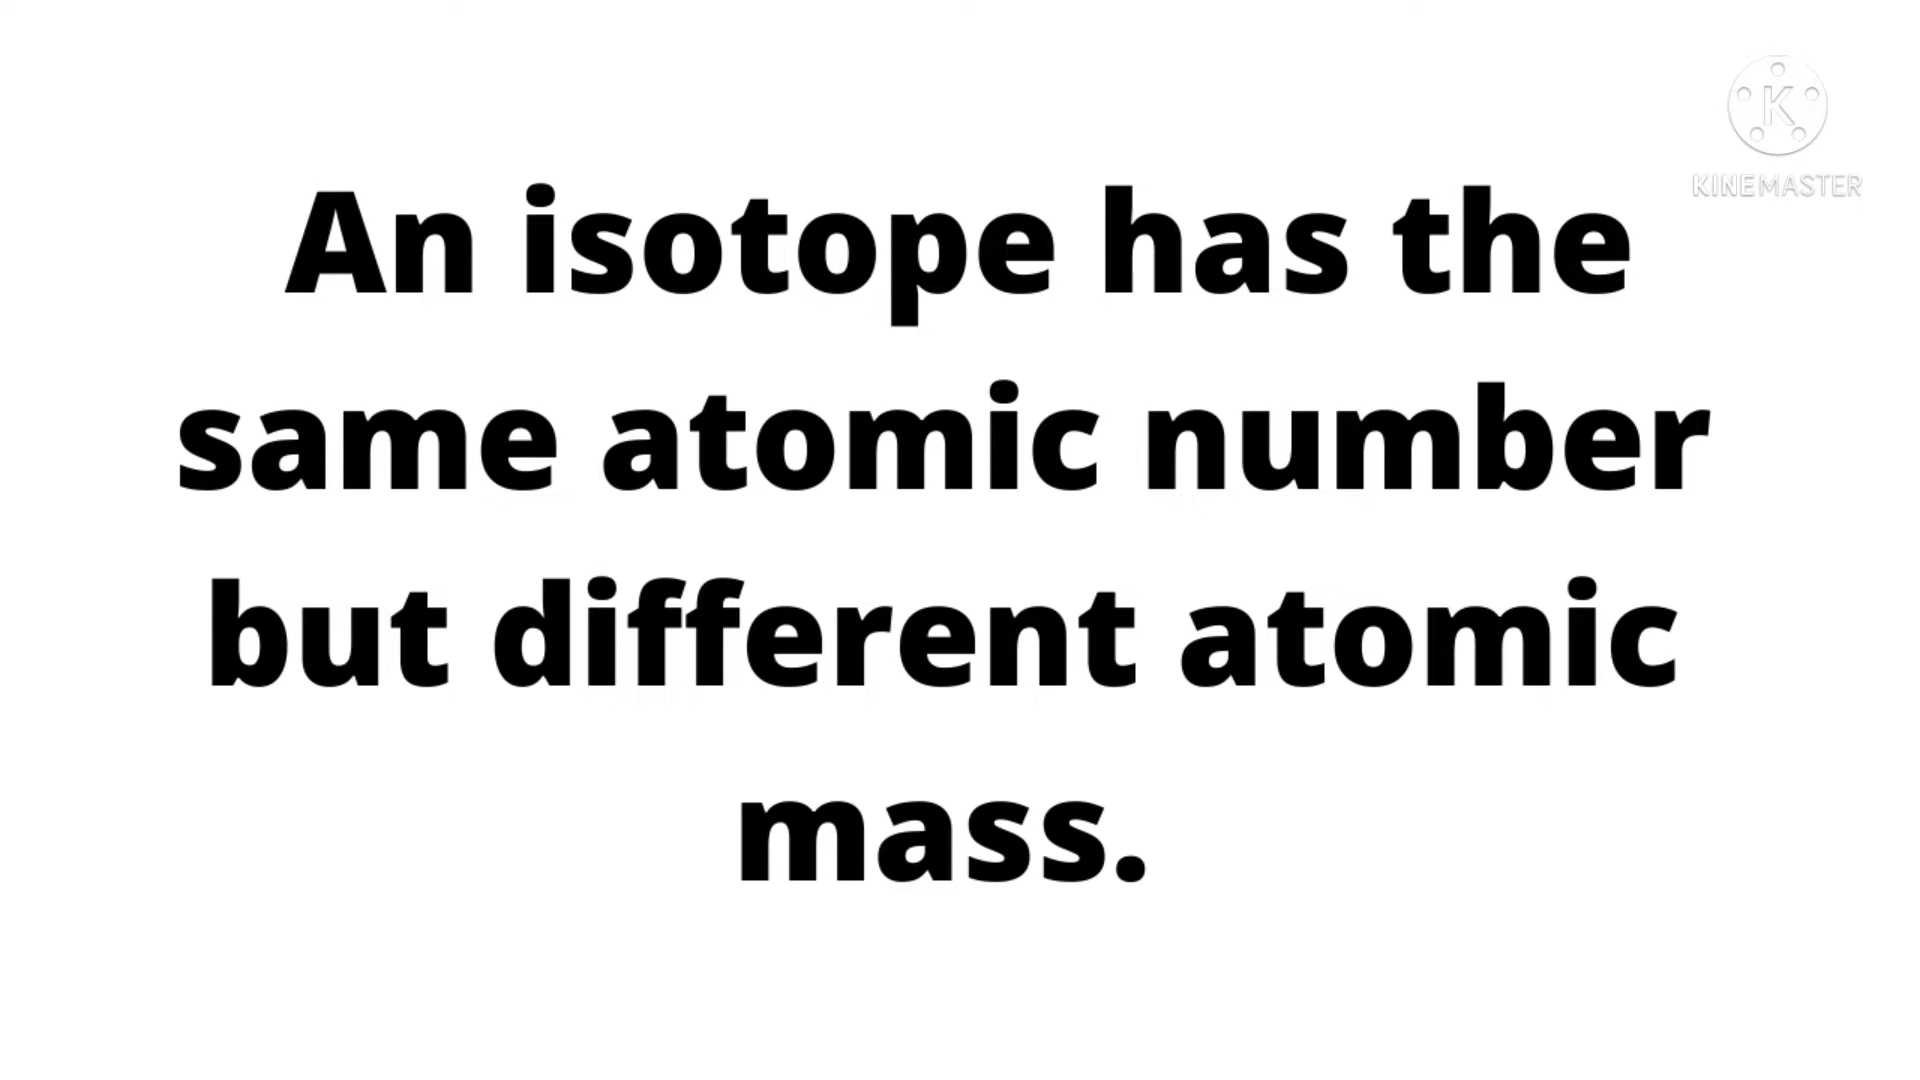 K
KINEMASTER
An isotope has the
same atomic number
but different atomic
mass.